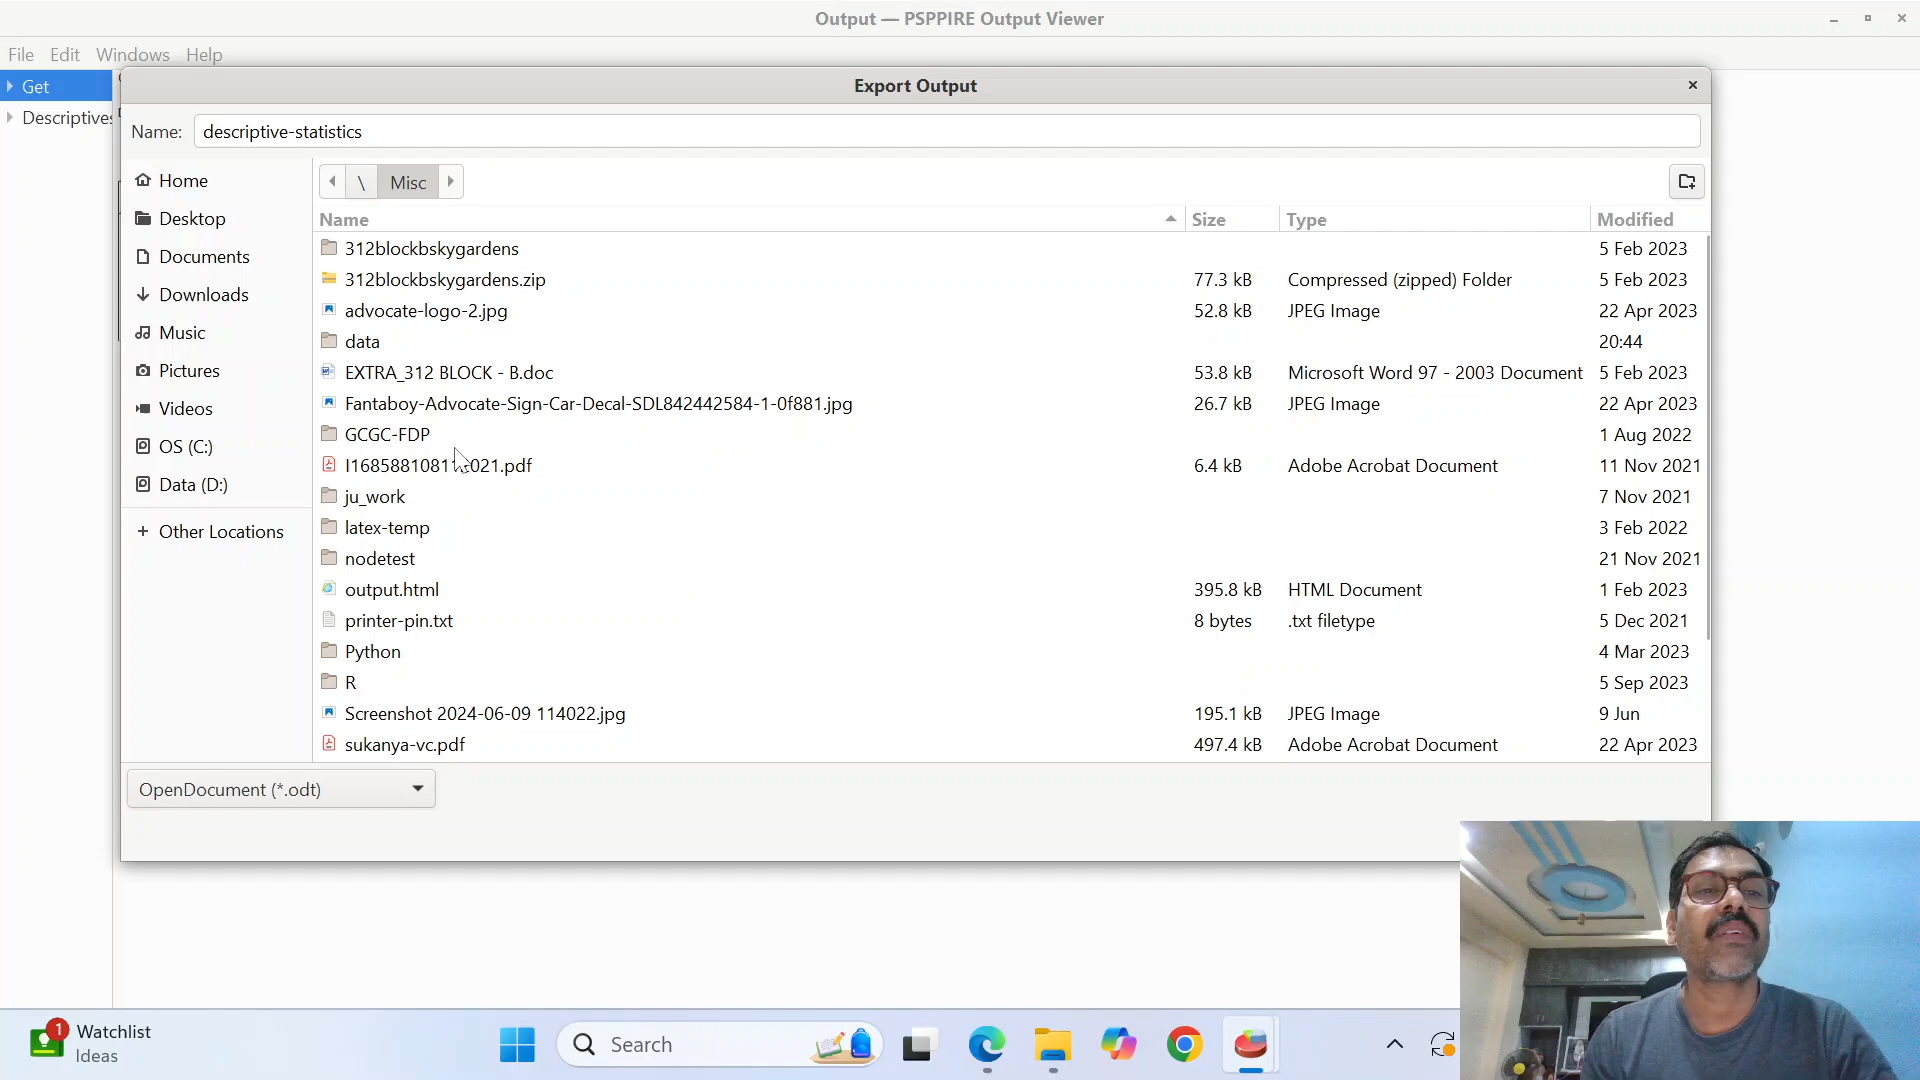 Output — PSPPIRE Output Viewer
File Edit Windows Help
Get
Descriptives
Export Output
Name: descriptive-statistics
Home
Desktop
Documents
Downloads
Music
Pictures
Videos
OS (C:)
Data (D:)
+ Other Locations
\ Misc
Name Size Type Modified
312blockbskygardens 5 Feb 2023
312blockbskygardens.zip 77.3 kB Compressed (zipped) Folder 5 Feb 2023
advocate-logo-2.jpg 52.8 kB JPEG Image 22 Apr 2023
data 20:44
EXTRA_312 BLOCK - B.doc 53.8 kB Microsoft Word 97 - 2003 Document 5 Feb 2023
Fantaboy-Advocate-Sign-Car-Decal-SDL842442584-1-0f881.jpg 26.7 kB JPEG Image 22 Apr 2023
GCGC-FDP 1 Aug 2022
6.4 kB Adobe Acrobat Document 11 Nov 2021
ju_work 7 Nov 2021
latex-temp 3 Feb 2022
nodetest 21 Nov 2021
output.html 395.8 kB HTML Document 1 Feb 2023
printer-pin.txt 8 bytes .txt filetype 5 Dec 2021
Python 4 Mar 2023
R 5 Sep 2023
Screenshot 2024-06-09 114022.jpg 195.1 kB JPEG Image 9 Jun
sukanya-vc.pdf 497.4 kB Adobe Acrobat Document 22 Apr 2023
OpenDocument (*.odt)
1
Watchlist
Ideas
Search